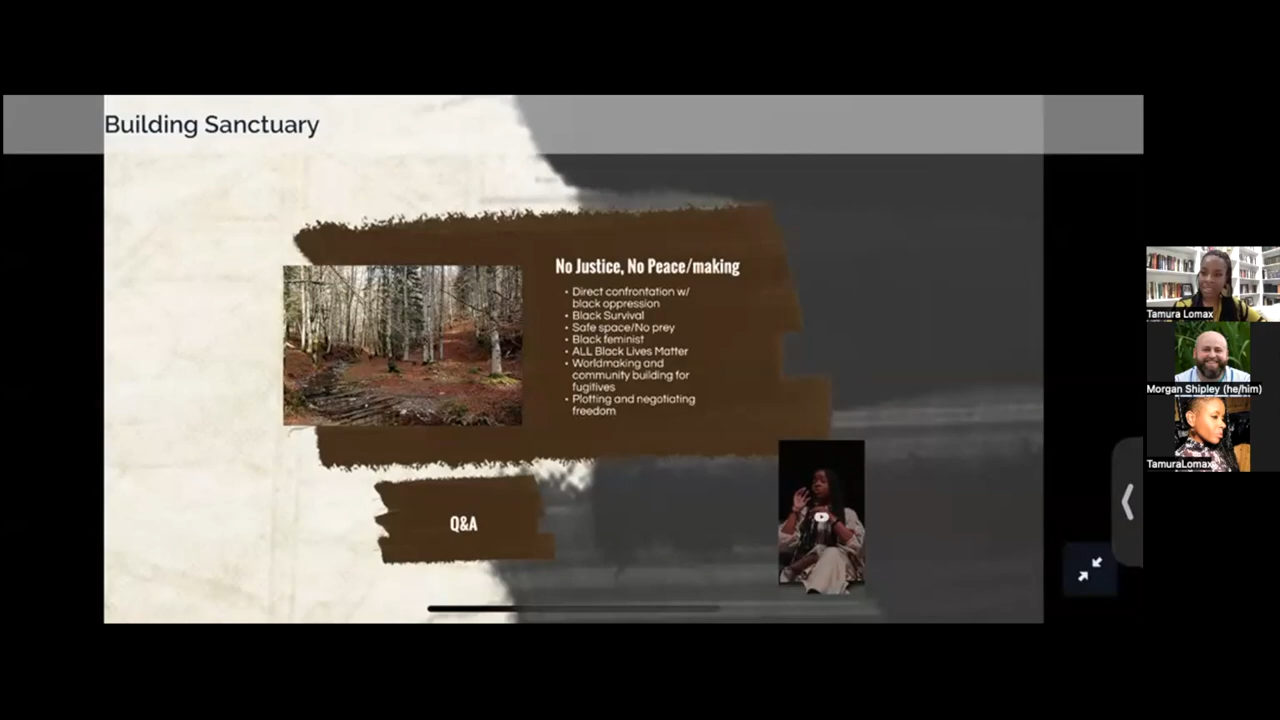 Building Sanctuary
No Justice, No Peace/making
• Direct confrontation w/
black oppression
• Black Survival
• Safe space/No prey
• Black feminist
• ALL Black Lives Matter
• Worldmaking and
community building for
fugitives
• Plotting and negotiating
freedom
Q&A
Tamura Lomax
Morgan Shipley (he/him)
TamuraLomax